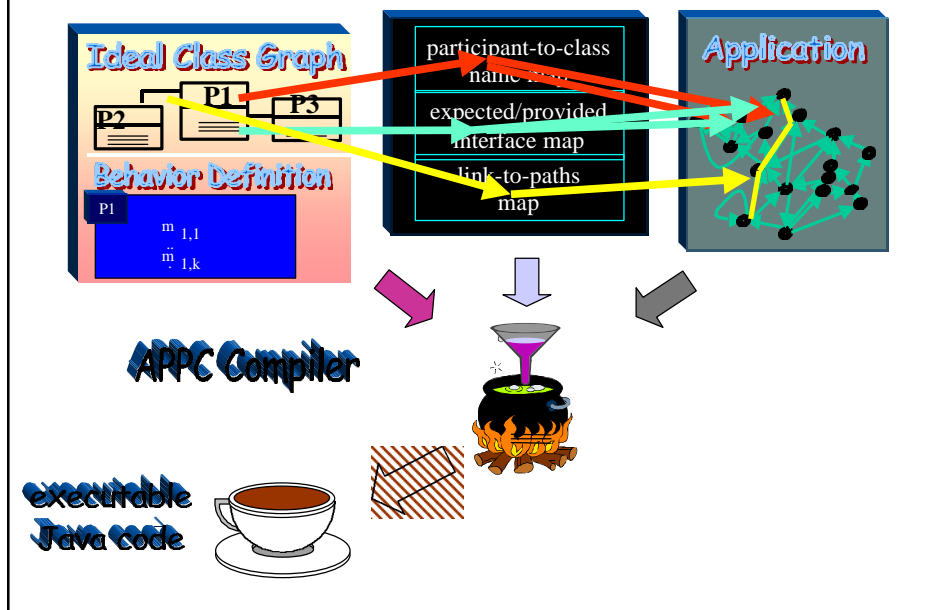 Ideal Class Graph
P1
P2
P3
Behavior Definition
P1
m 1,1
..
m 1,k
.
participant-to-class
name map
expected/provided
interface map
link-to-paths
map
Application
APPC Compiler
executable
Java code